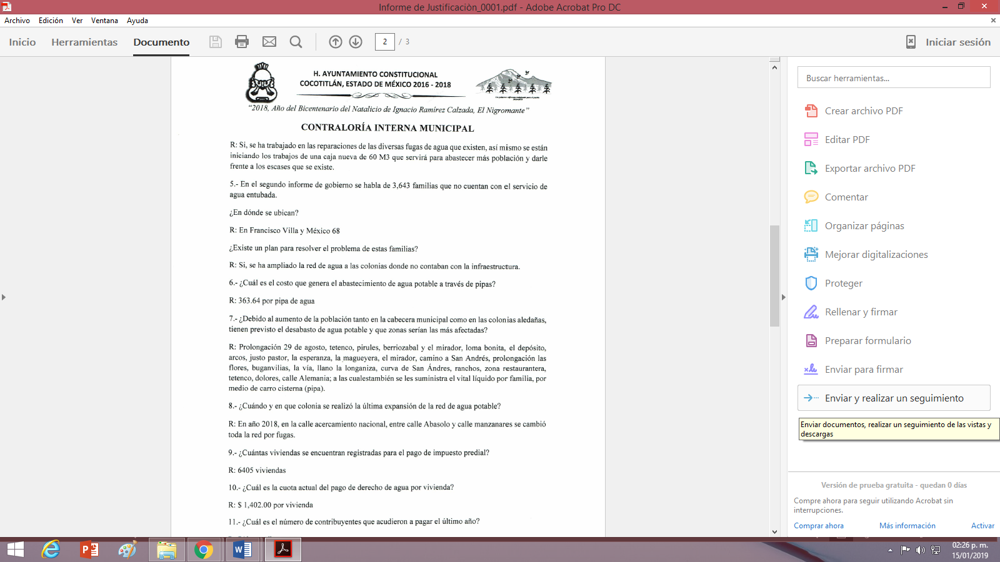 Informe de Justificaciòn_0001.pdf - Adobe Acrobat Pro DC
Archivo Edición Ver Ventana Ayuda
Inicio Herramientas Documento 2 / 3 Iniciar sesión
H. AYUNTAMIENTO CONSTITUCIONAL
COCOTITLÁN, ESTADO DE MÉXICO 2016 - 2018
"2018, Año del Bicentenario del Natalicio de Ignacio Ramírez Calzada, El Nigromante"
CONTRALORÍA INTERNA MUNICIPAL
R: Si, se ha trabajado en las reparaciones de las diversas fugas de agua que existen, así mismo se están
iniciando los trabajos de una caja nueva de 60 M3 que servirá para abastecer más población y darle
frente a los escases que se existe.
5.- En el segundo informe de gobierno se habla de 3,643 familias que no cuentan con el servicio de
agua entubada.
¿En dónde se ubican?
R: En Francisco Villa y México 68
¿Existe un plan para resolver el problema de estas familias?
R: Si, se ha ampliado la red de agua a las colonias donde no contaban con la infraestructura.
6.- ¿Cuál es el costo que genera el abastecimiento de agua potable a través de pipas?
R: 363.64 por pipa de agua
7.- ¿Debido al aumento de la población tanto en la cabecera municipal como en las colonias aledañas,
tienen previsto el desabasto de agua potable y que zonas serían las más afectadas?
R: Prolongación 29 de agosto, tetenco, pirules, berriozabal y el mirador, loma bonita, el depósito,
arcos, justo pastor, la esperanza, la magueyera, el mirador, camino a San Andrés, prolongación las
flores, buganvilias, la vía, llano la longaniza, curva de San Ándres, ranchos, zona restaurantera,
tetenco, dolores, calle Alemania; a las cualestambién se les suministra el vital líquido por familia, por
medio de carro cisterna (pipa).
8.- ¿Cuándo y en que colonia se realizó la última expansión de la red de agua potable?
R: En año 2018, en la calle acercamiento nacional, entre calle Abasolo y calle manzanares se cambió
toda la red por fugas.
9.- ¿Cuántas viviendas se encuentran registradas para el pago de impuesto predial?
R: 6405 viviendas
10.- ¿Cuál es la cuota actual del pago de derecho de agua por vivienda?
R: $ 1,402.00 por vivienda
11.- ¿Cuál es el número de contribuyentes que acudieron a pagar el último año?
Buscar herramientas...
Crear archivo PDF
Editar PDF
Exportar archivo PDF
Comentar
Organizar páginas
Mejorar digitalizaciones
Proteger
Rellenar y firmar
Preparar formulario
Enviar para firmar
Enviar y realizar un seguimiento
Enviar documentos, realizar un seguimiento de las vistas y
descargas
Versión de prueba gratuita - quedan 0 días
Compre ahora para seguir utilizando Acrobat sin
interrupciones.
Comprar ahora Más información Activar
02:26 p. m.
15/01/2019